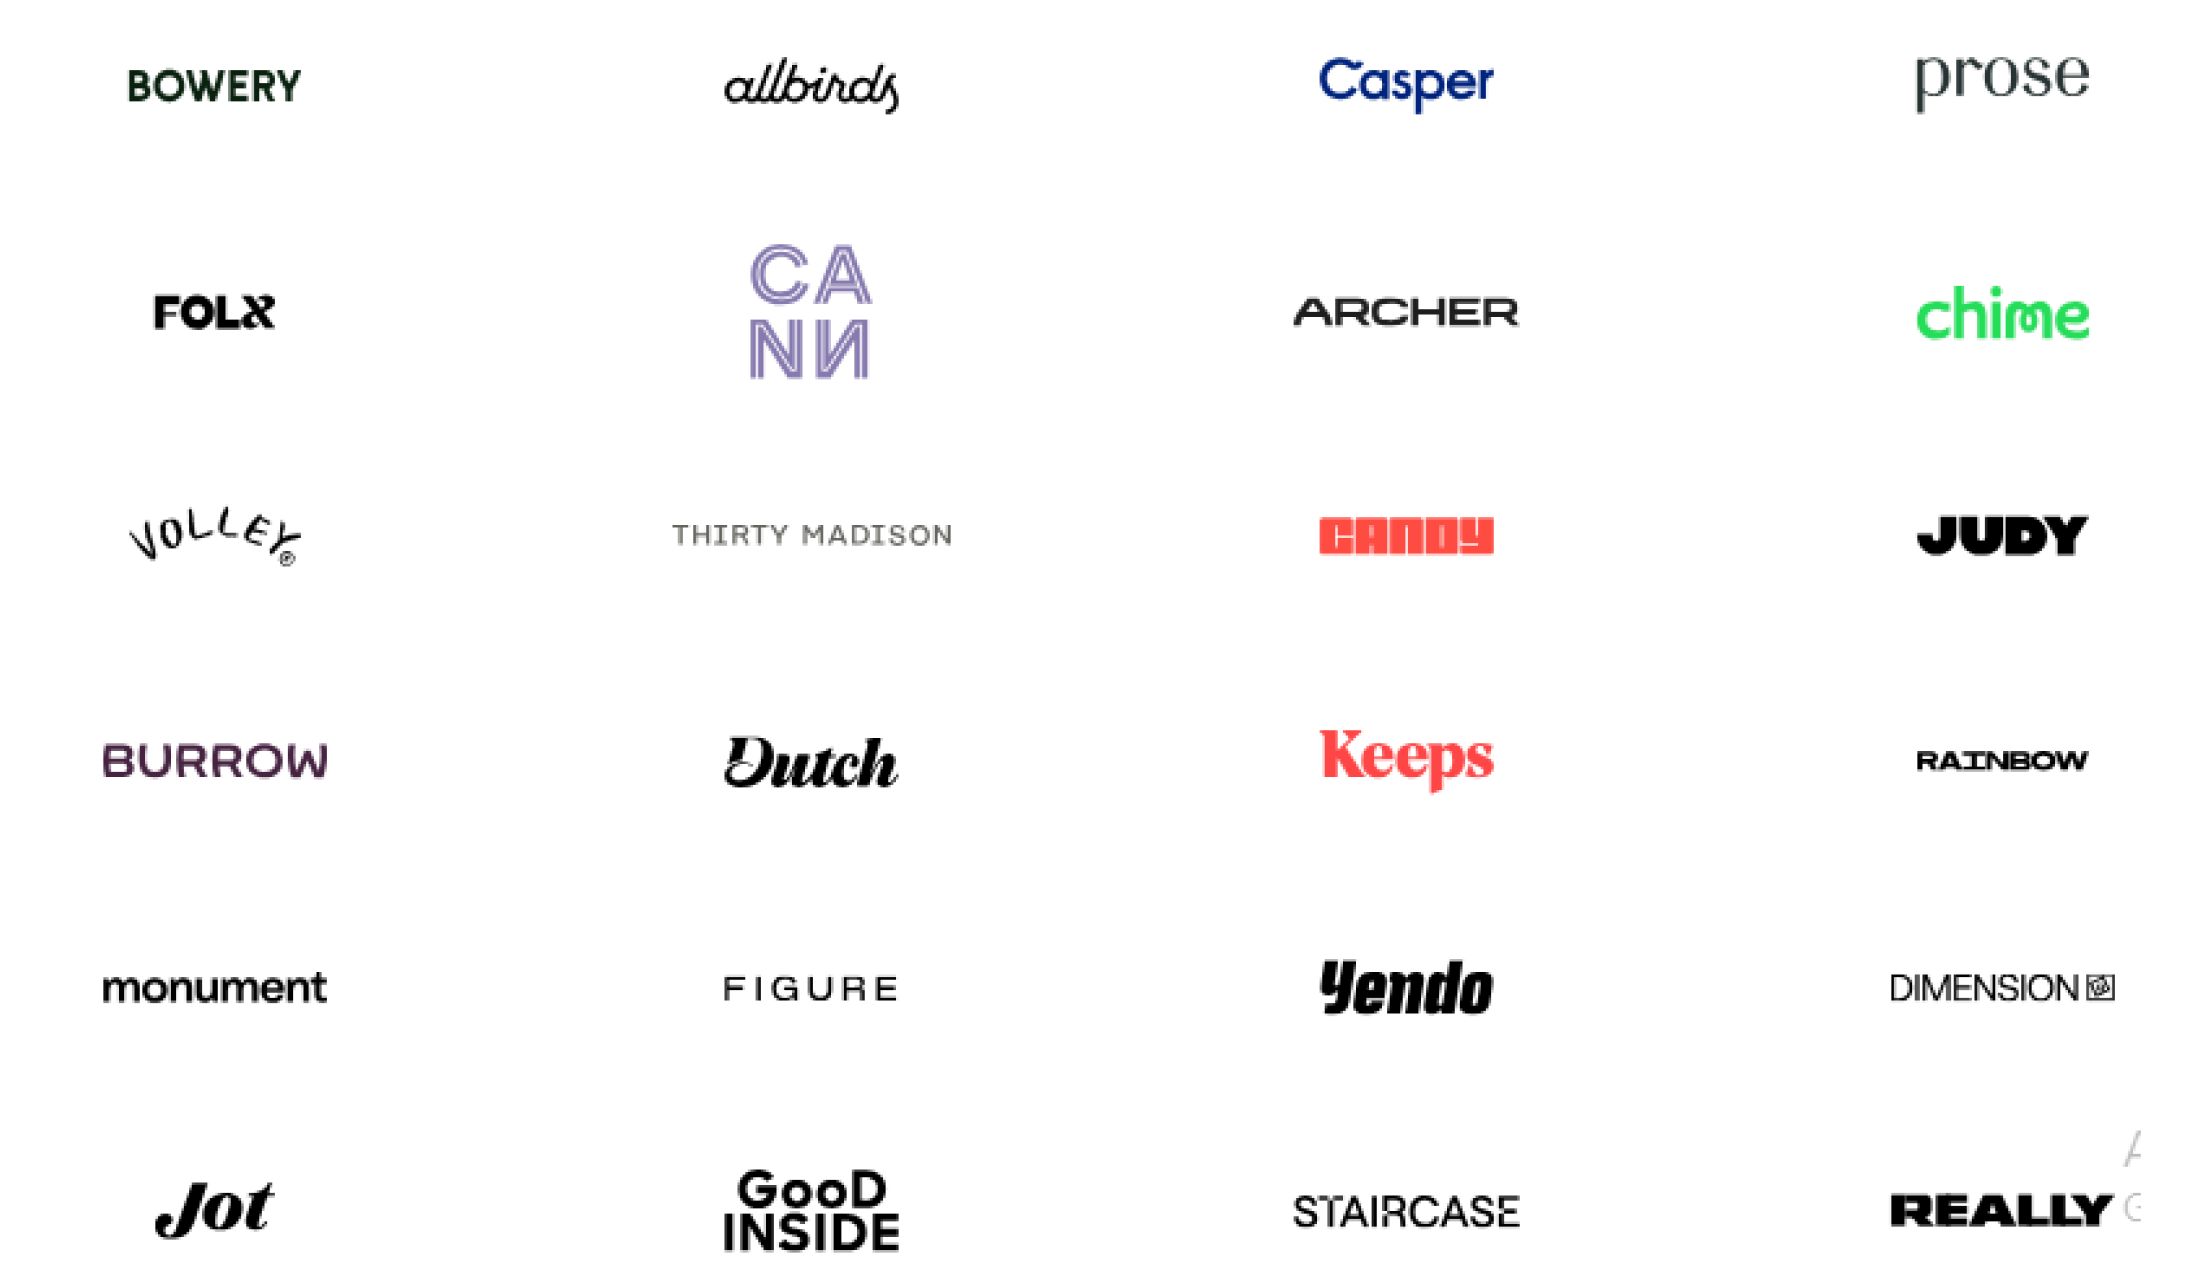 BOWERY
allbirds
Casper
prose
FOLX
CA
NN
ARCHER
chime
VOLLEY®
THIRTY MADISON
CANDY
JUDY
BURROW
Dutch
Keeps
RAINBOW
monument
FIGURE
Yendo
DIMENSION
Jot
GooD
INSIDE
STAIRCASE
REALLY
A
G